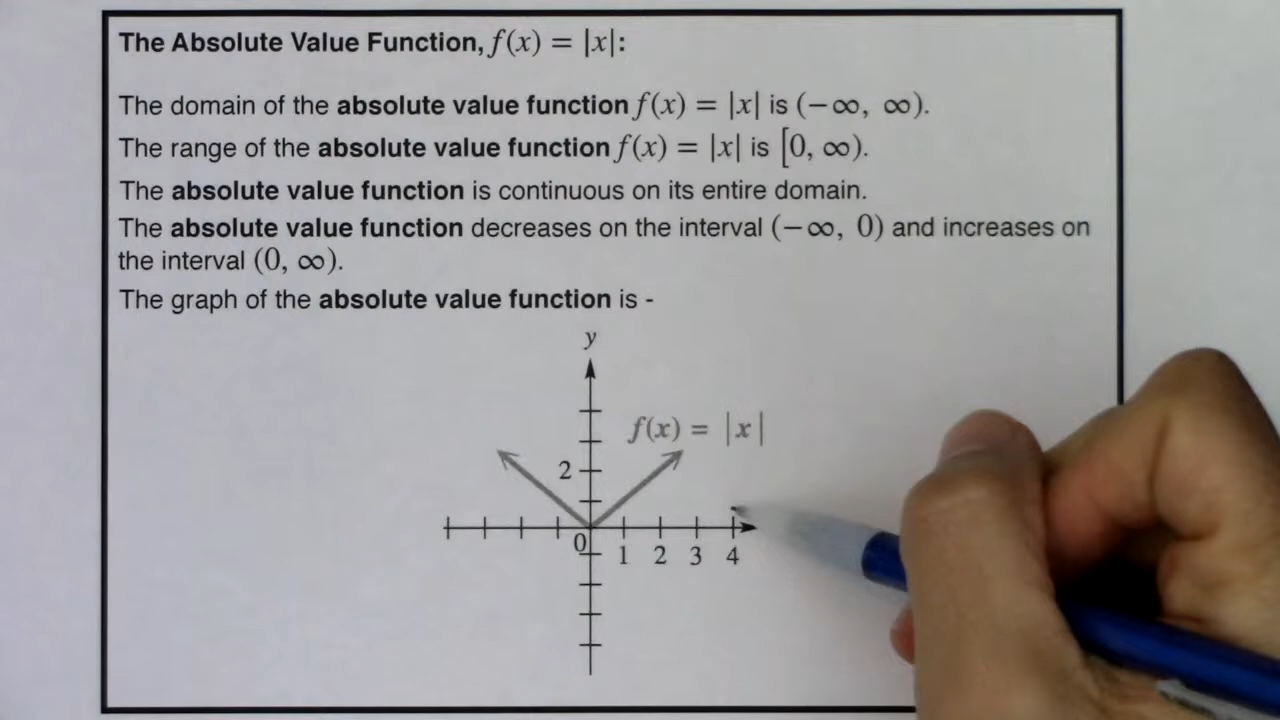 The Absolute Value Function, f(x) = |x|:
The domain of the absolute value function f(x) = |x| is (−∞, ∞).
The range of the absolute value function f(x) = |x| is [0, ∞).
The absolute value function is continuous on its entire domain.
The absolute value function decreases on the interval (−∞, 0) and increases on
the interval (0, ∞).
The graph of the absolute value function is -
y
f(x) = |x|
2
0 1 2 3 4